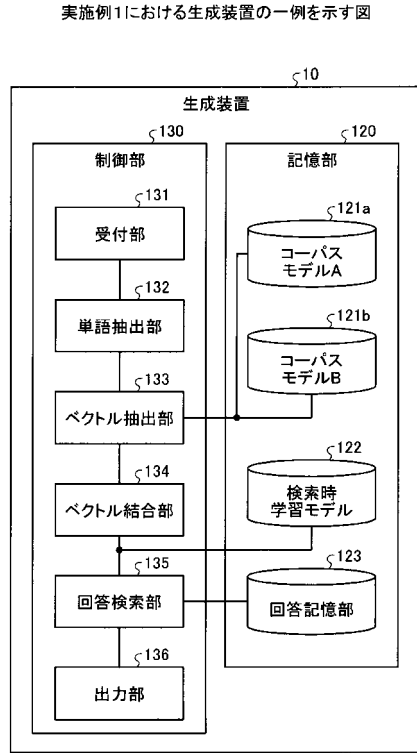 実施例1における生成装置の一例を示す図
10
生成装置
130
制御部
131
受付部
132
単語抽出部
133
ベクトル抽出部
134
ベクトル結合部
135
回答検索部
136
出力部
120
記憶部
121a
コーパス
モデルA
121b
コーパス
モデルB
122
検索時
学習モデル
123
回答記憶部